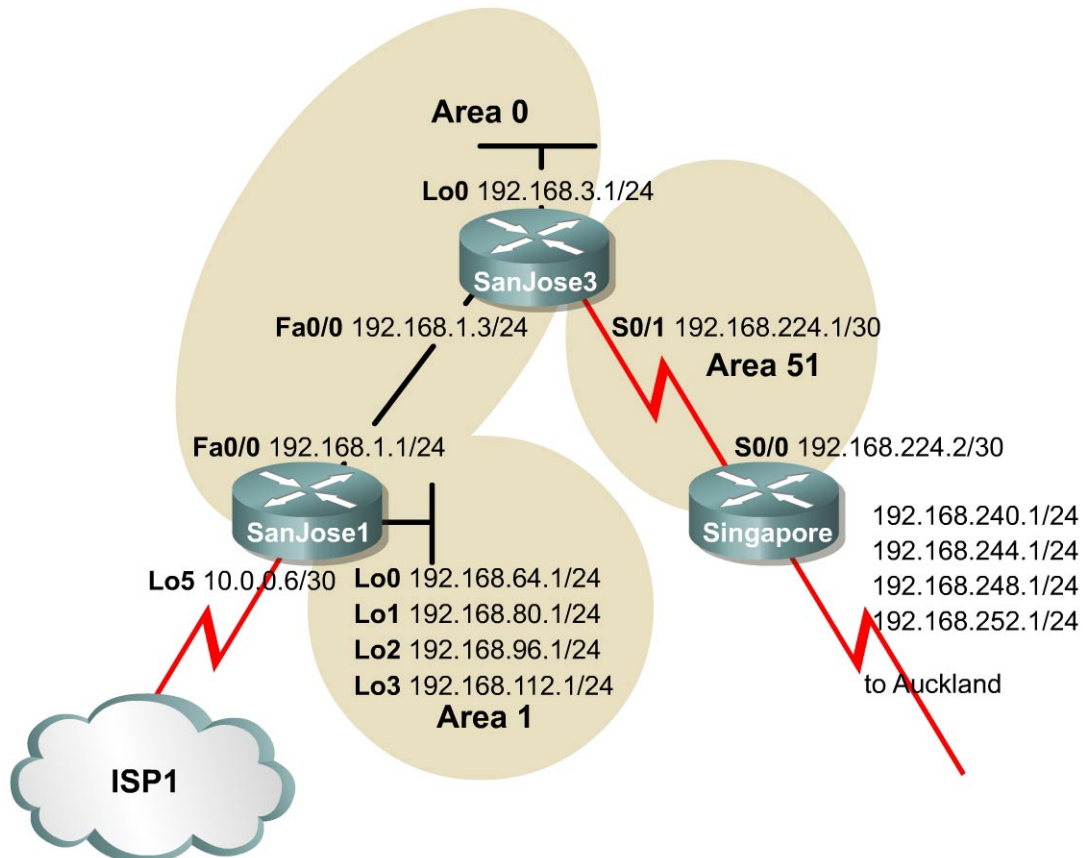 Area 0
Lo0 192.168.3.1/24
SanJose3
Fa0/0 192.168.1.3/24
S0/1 192.168.224.1/30
Area 51
Fa0/0 192.168.1.1/24
S0/0 192.168.224.2/30
SanJose1
Singapore
192.168.240.1/24
192.168.244.1/24
192.168.248.1/24
192.168.252.1/24
Lo5 10.0.0.6/30
Lo0 192.168.64.1/24
Lo1 192.168.80.1/24
Lo2 192.168.96.1/24
Lo3 192.168.112.1/24
Area 1
to Auckland
ISP1